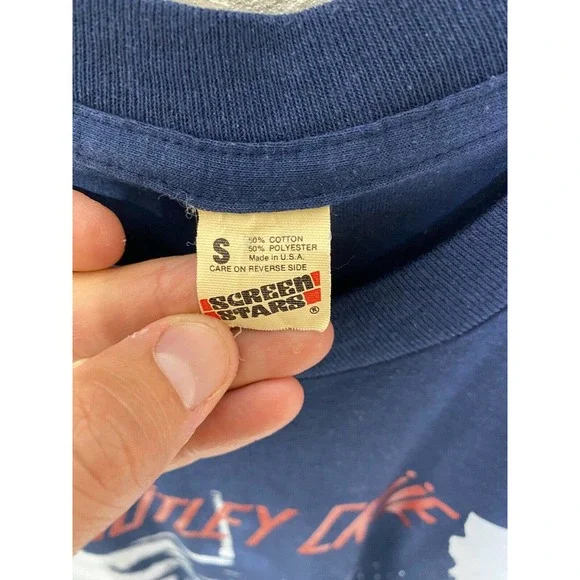 S
50% COTTON
50% POLYESTER
Made in U.S.A.
CARE ON REVERSE SIDE
SCREEN
STARS
®